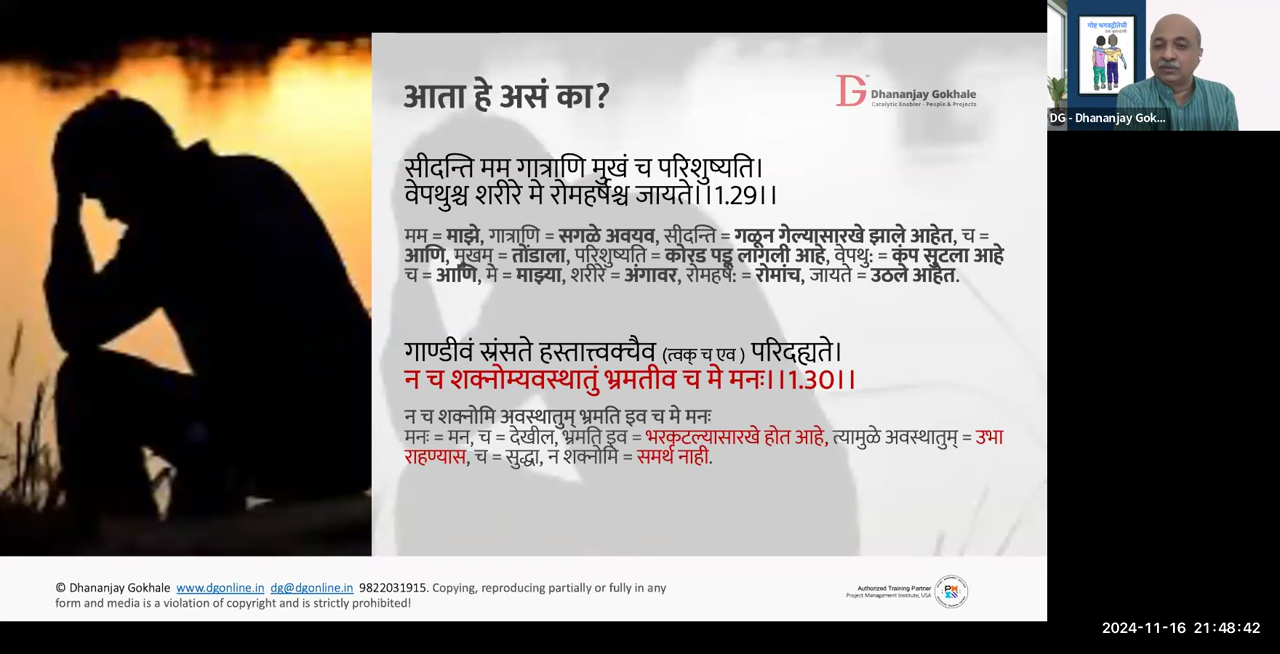 आता हे असं का?
DG
Dhananjay Gokhale
Catalytic Enabler - People & Projects
सीदन्ति मम गात्राणि मुखं च परिशुष्यति।
वेपथुश्च शरीरे मे रोमहर्षश्च जायते।।1.29।।
मम = माझे, गात्राणि = सगळे अवयव, सीदन्ति = गळून गेल्यासारखे झाले आहेत, च =
आणि, मुखम् = तोंडाला, परिशुष्यति = कोरड पडू लागली आहे, वेपथु: = कंप सुटला आहे
च = आणि, मे = माझ्या, शरीरे = अंगावर, रोमहर्ष: = रोमांच, जायते = उठले आहेत.
गाण्डीवं स्रंसते हस्तात्त्वक्चैव (त्वक् च एव ) परिदह्यते।
न च शक्नोम्यवस्थातुं भ्रमतीव च मे मनः।।1.30।।
न च शक्नोमि अवस्थातुम् भ्रमति इव च मे मनः
मनः = मन, च = देखील, भ्रमति इव = भरकटल्यासारखे होत आहे, त्यामुळे अवस्थातुम् = उभा
राहण्यास, च = सुद्धा, न शक्नोमि = समर्थ नाही.
© Dhananjay Gokhale www.dgonline.in dg@dgonline.in 9822031915. Copying, reproducing partially or fully in any
form and media is a violation of copyright and is strictly prohibited!
Authorized Training Partner
Project Management Institute, USA
गोष्ट भगवद्गीतेची
DG - Dhananjay Gok...
2024-11-16 21:48:42